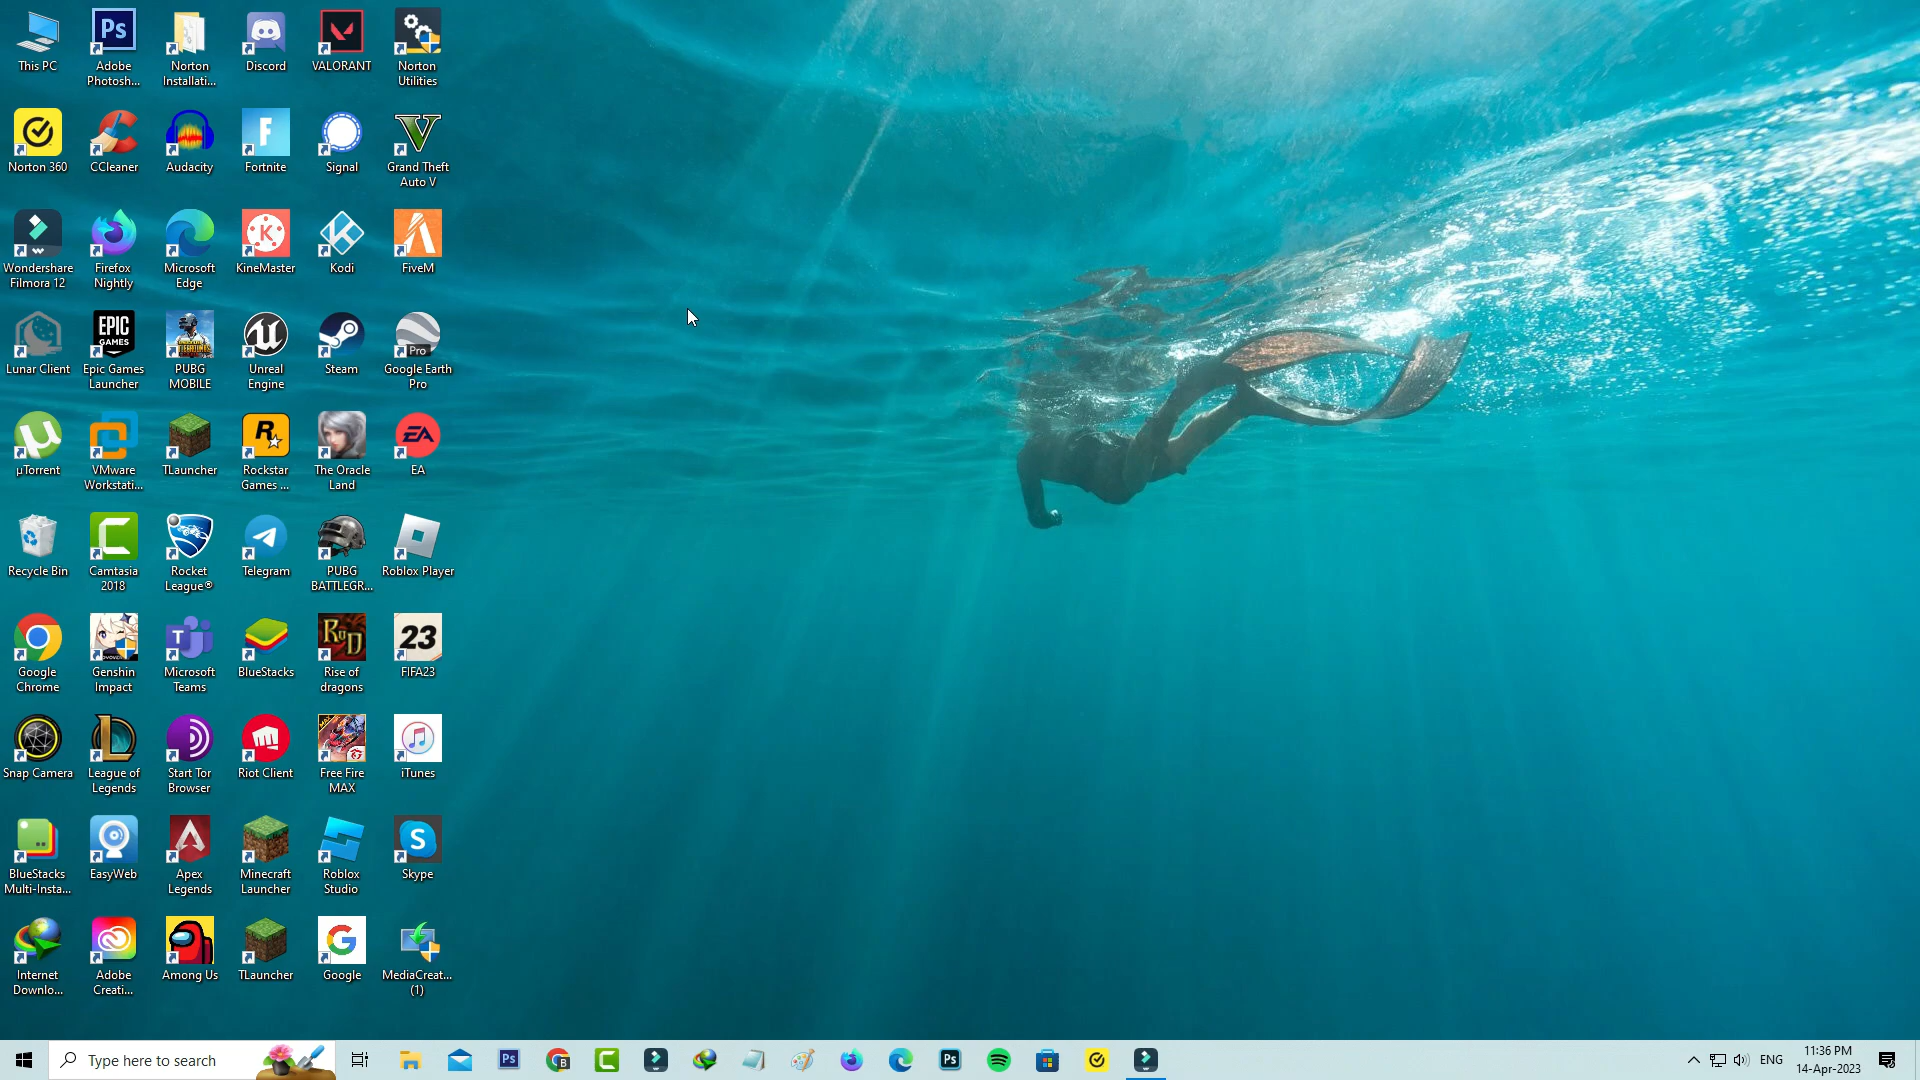 This PC
Adobe
Photosh...
Norton
Installati...
Discord
VALORANT
Norton
Utilities
Norton 360
CCleaner
Audacity
Fortnite
Signal
Grand Theft
Auto V
Wondershare
Filmora 12
Firefox
Nightly
Microsoft
Edge
KineMaster
Kodi
FiveM
Lunar Client
Epic Games
Launcher
PUBG
MOBILE
Unreal
Engine
Steam
Google Earth
Pro
µTorrent
VMware
Workstati...
TLauncher
Rockstar
Games ...
The Oracle
Land
EA
Recycle Bin
Camtasia
2018
Rocket
League®
Telegram
PUBG
BATTLEGR...
Roblox Player
Google
Chrome
Genshin
Impact
Microsoft
Teams
BlueStacks
Rise of
dragons
FIFA23
Snap Camera
League of
Legends
Start Tor
Browser
Riot Client
Free Fire
MAX
iTunes
BlueStacks
Multi-Insta...
EasyWeb
Apex
Legends
Minecraft
Launcher
Roblox
Studio
Skype
Internet
Downlo...
Adobe
Creati...
Among Us
TLauncher
Google
MediaCreat...
(1)
Type here to search
ENG
11:36 PM
14-Apr-2023